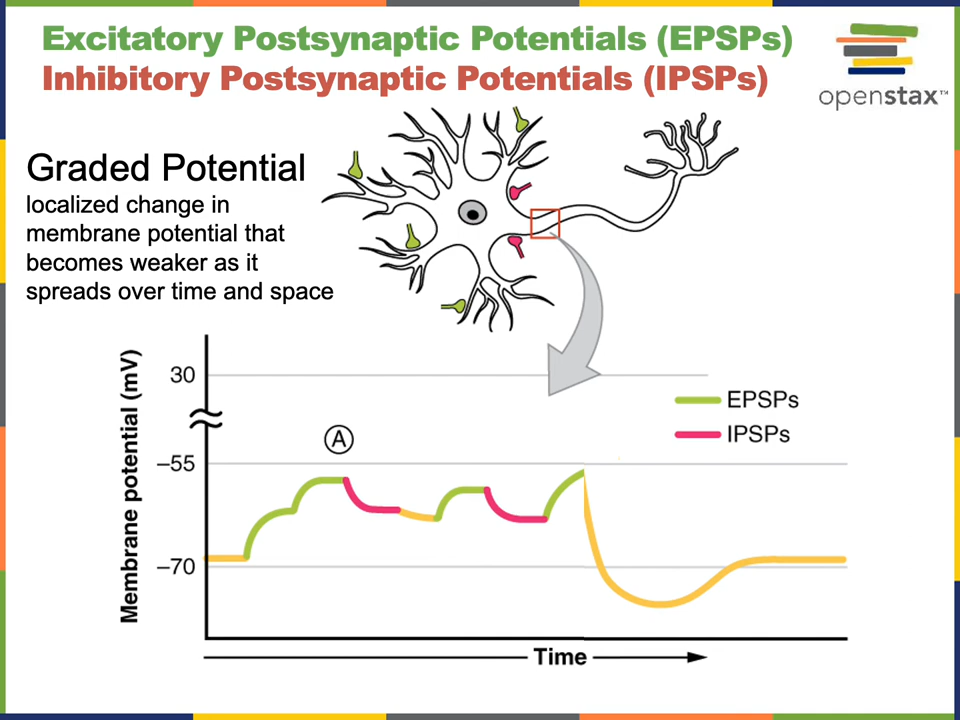 Excitatory Postsynaptic Potentials (EPSPs)
Inhibitory Postsynaptic Potentials (IPSPs)
openstax™
Graded Potential
localized change in
membrane potential that
becomes weaker as it
spreads over time and space
Membrane potential (mV)
30
EPSPs
IPSPs
A
–55
–70
Time